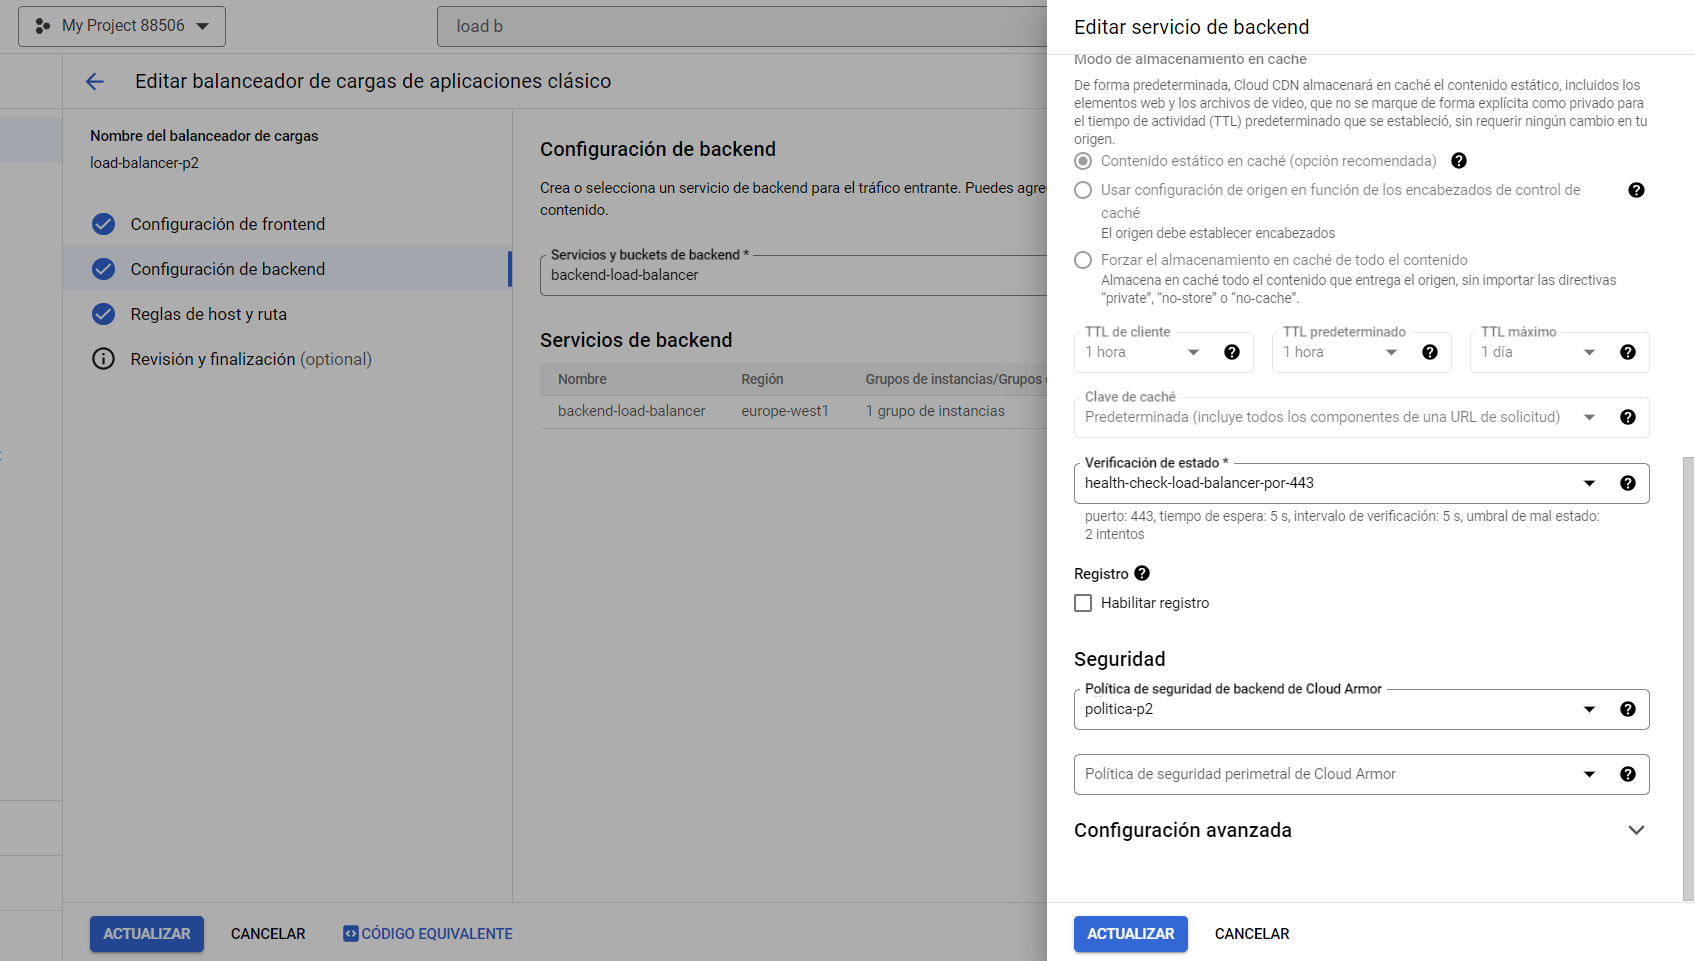 My Project 88506
load b
Editar balanceador de cargas de aplicaciones clásico
Nombre del balanceador de cargas
load-balancer-p2
Configuración de frontend
Configuración de backend
Reglas de host y ruta
Revisión y finalización (optional)
Configuración de backend
Crea o selecciona un servicio de backend para el tráfico entrante. Puedes agre
contenido.
Servicios y buckets de backend *
backend-load-balancer
Servicios de backend
Nombre Región Grupos de instancias/Grupos
backend-load-balancer europe-west1 1 grupo de instancias
ACTUALIZAR CANCELAR CÓDIGO EQUIVALENTE
Editar servicio de backend
Modo de almacenamiento en caché
De forma predeterminada, Cloud CDN almacenará en caché el contenido estático, incluidos los
elementos web y los archivos de video, que no se marque de forma explícita como privado para
el tiempo de actividad (TTL) predeterminado que se estableció, sin requerir ningún cambio en tu
origen.
Contenido estático en caché (opción recomendada)
Usar configuración de origen en función de los encabezados de control de
caché
El origen debe establecer encabezados
Forzar el almacenamiento en caché de todo el contenido
Almacena en caché todo el contenido que entrega el origen, sin importar las directivas
“private”, “no-store” o “no-cache”.
TTL de cliente TTL predeterminado TTL máximo
1 hora 1 hora 1 día
Clave de caché
Predeterminada (incluye todos los componentes de una URL de solicitud)
Verificación de estado *
health-check-load-balancer-por-443
puerto: 443, tiempo de espera: 5 s, intervalo de verificación: 5 s, umbral de mal estado:
2 intentos
Registro
Habilitar registro
Seguridad
Política de seguridad de backend de Cloud Armor
politica-p2
Política de seguridad perimetral de Cloud Armor
Configuración avanzada
ACTUALIZAR CANCELAR